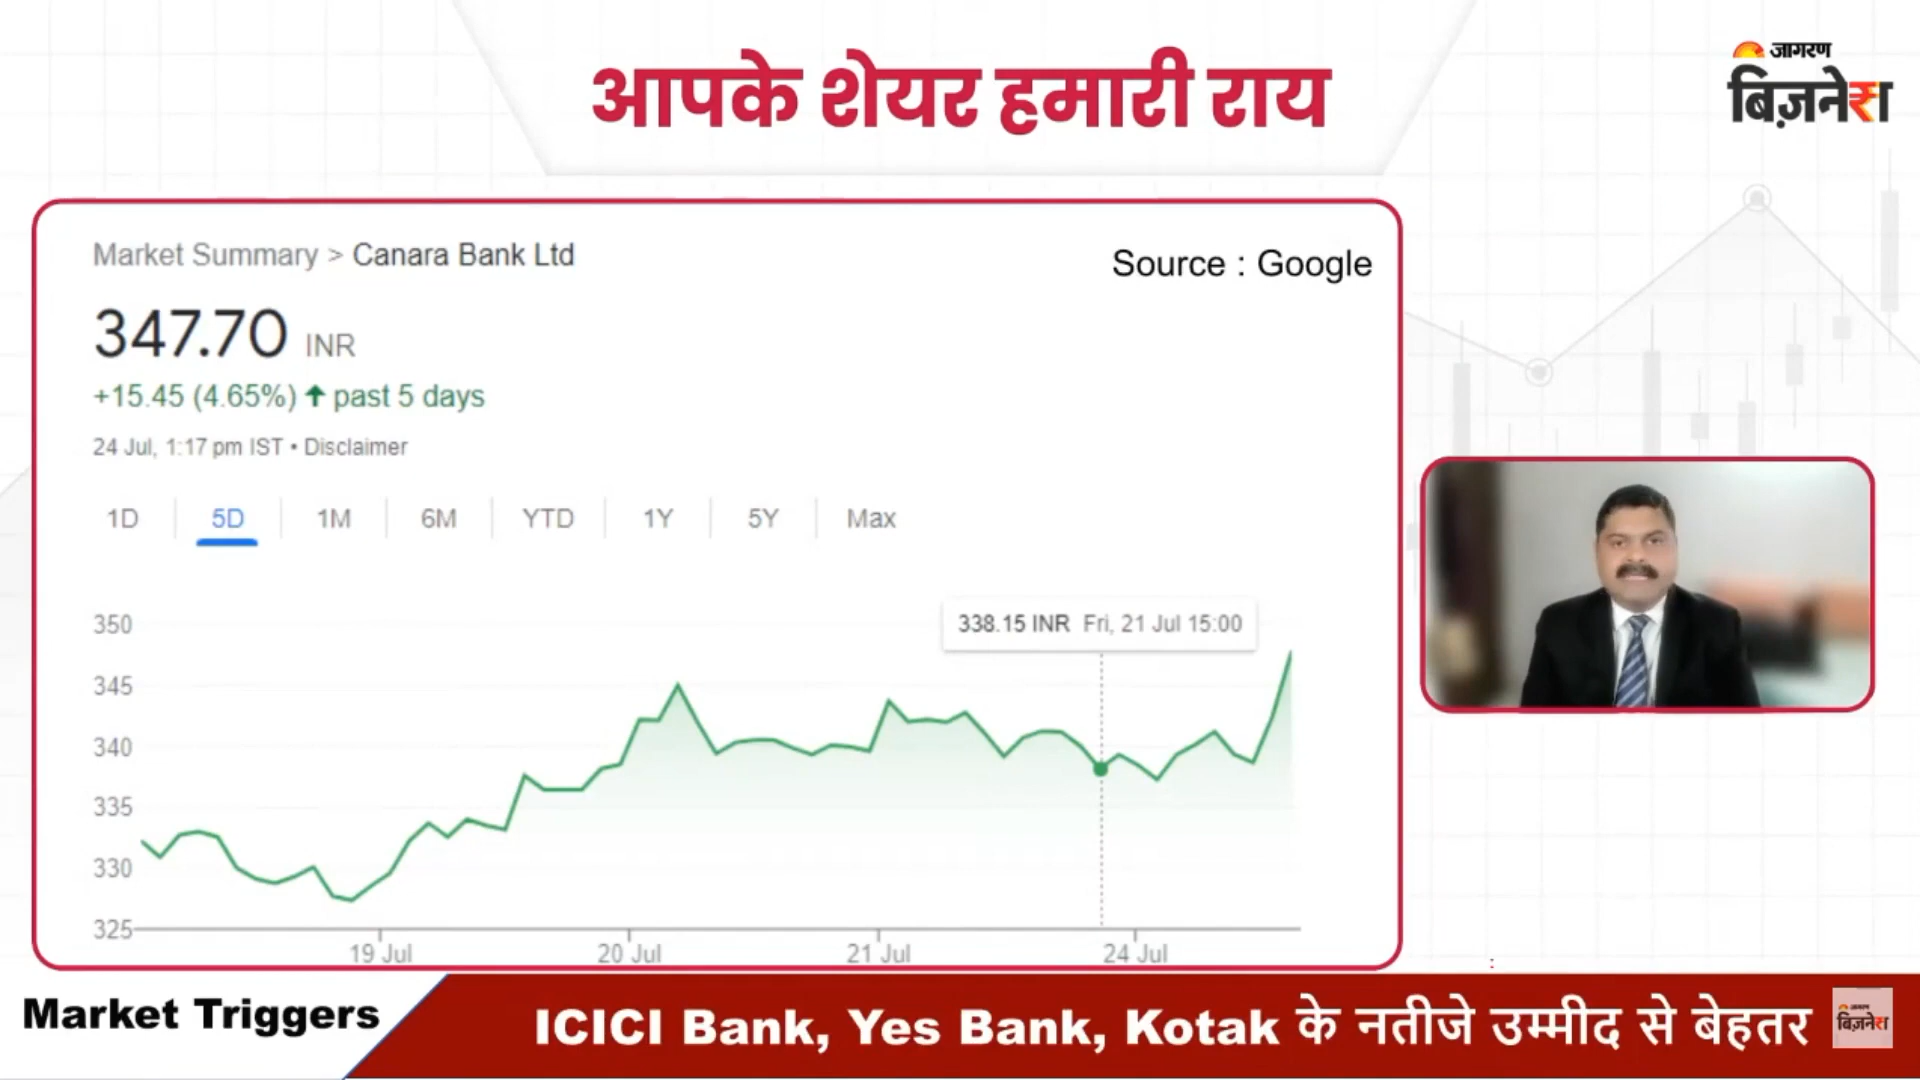 आपके शेयर हमारी राय
जागरण
बिज़नेस
Market Summary > Canara Bank Ltd
Source : Google
347.70 INR
+15.45 (4.65%) ↑ past 5 days
24 Jul, 1:17 pm IST • Disclaimer
1D 5D 1M 6M YTD 1Y 5Y Max
338.15 INR Fri, 21 Jul 15:00
350
345
340
335
330
325
19 Jul 20 Jul 21 Jul 24 Jul
:
Market Triggers
ICICI Bank, Yes Bank, Kotak के नतीजे उम्मीद से बेहतर
जागरण
बिज़नेस